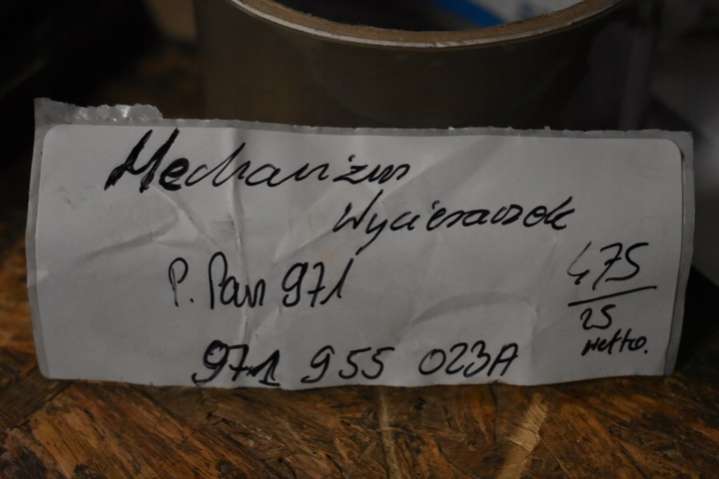 Mechanizm
Wycieraczek
P. Pan 971
475
25
netto.
971 955 023A